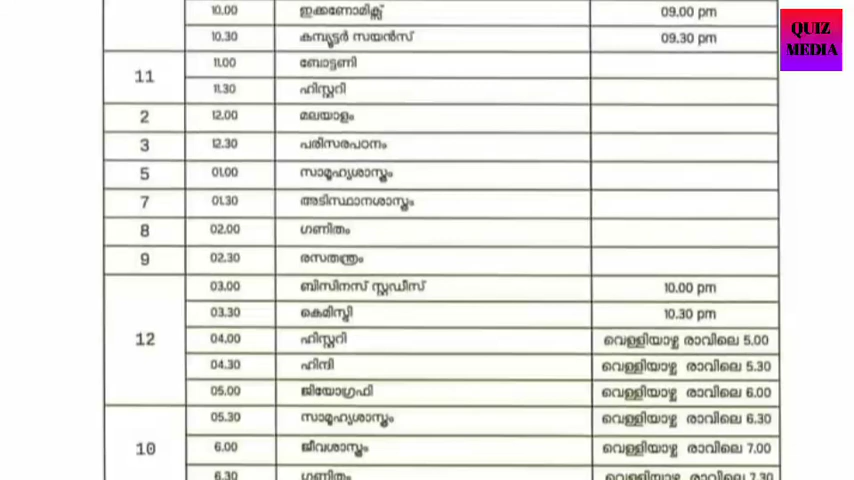 10.00 ഇക്കണോമിക്സ് 09.00 pm
QUIZ MEDIA
10.30 കമ്പ്യൂട്ടർ സയൻസ് 09.30 pm
11 11.00 ബോട്ടണി
11.30 ഹിസ്റ്ററി
2 12.00 മലയാളം
3 12.30 പരിസരപഠനം
5 01.00 സാമൂഹ്യശാസ്ത്രം
7 01.30 അടിസ്ഥാനശാസ്ത്രം
8 02.00 ഗണിതം
9 02.30 രസതന്ത്രം
12 03.00 ബിസിനസ് സ്റ്റഡീസ് 10.00 pm
03.30 കെമിസ്ട്രി 10.30 pm
04.00 ഹിസ്റ്ററി വെള്ളിയാഴ്ച രാവിലെ 5.00
04.30 ഹിന്ദി വെള്ളിയാഴ്ച രാവിലെ 5.30
05.00 ജിയോഗ്രഫി വെള്ളിയാഴ്ച രാവിലെ 6.00
10 05.30 സാമൂഹ്യശാസ്ത്രം വെള്ളിയാഴ്ച രാവിലെ 6.30
6.00 ജീവശാസ്ത്രം വെള്ളിയാഴ്ച രാവിലെ 7.00
6.30 ഗണിതം വെള്ളിയാഴ്ച രാവിലെ 7.30